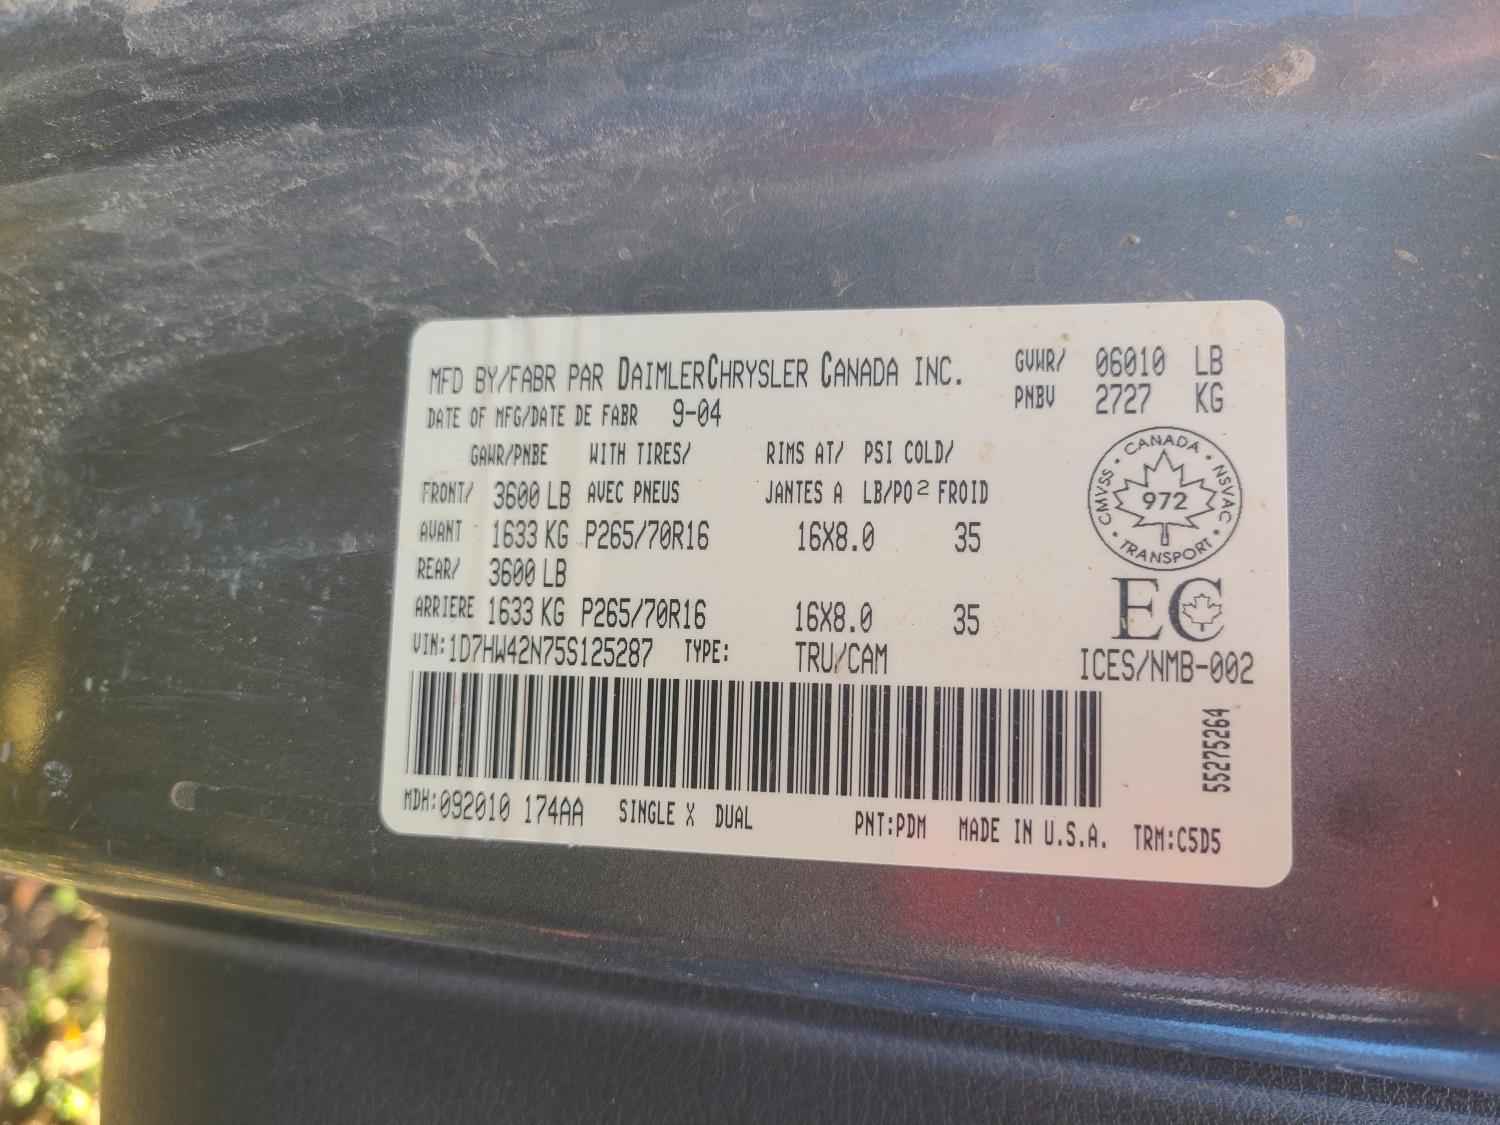 MFD BY/FABR PAR DAIMLERCHRYSLER CANADA INC.
GVWR/ 06010 LB
DATE OF MFG/DATE DE FABR 9-04
PNBV 2727 KG
GAWR/PNBE WITH TIRES/ RIMS AT/ PSI COLD/
FRONT/ 3600 LB AVEC PNEUS JANTES A LB/PO² FROID
AVANT 1633 KG P265/70R16 16X8.0 35
REAR/ 3600 LB
ARRIERE 1633 KG P265/70R16 16X8.0 35
VIN:1D7HW42N75S125287 TYPE: TRU/CAM
CANADA · NSVAC · TRANSPORT · CMVSS ·
972
EC
ICES/NMB-002
55275264
MDH:092010 174AA SINGLE X DUAL PNT:PDM MADE IN U.S.A. TRM:C5D5